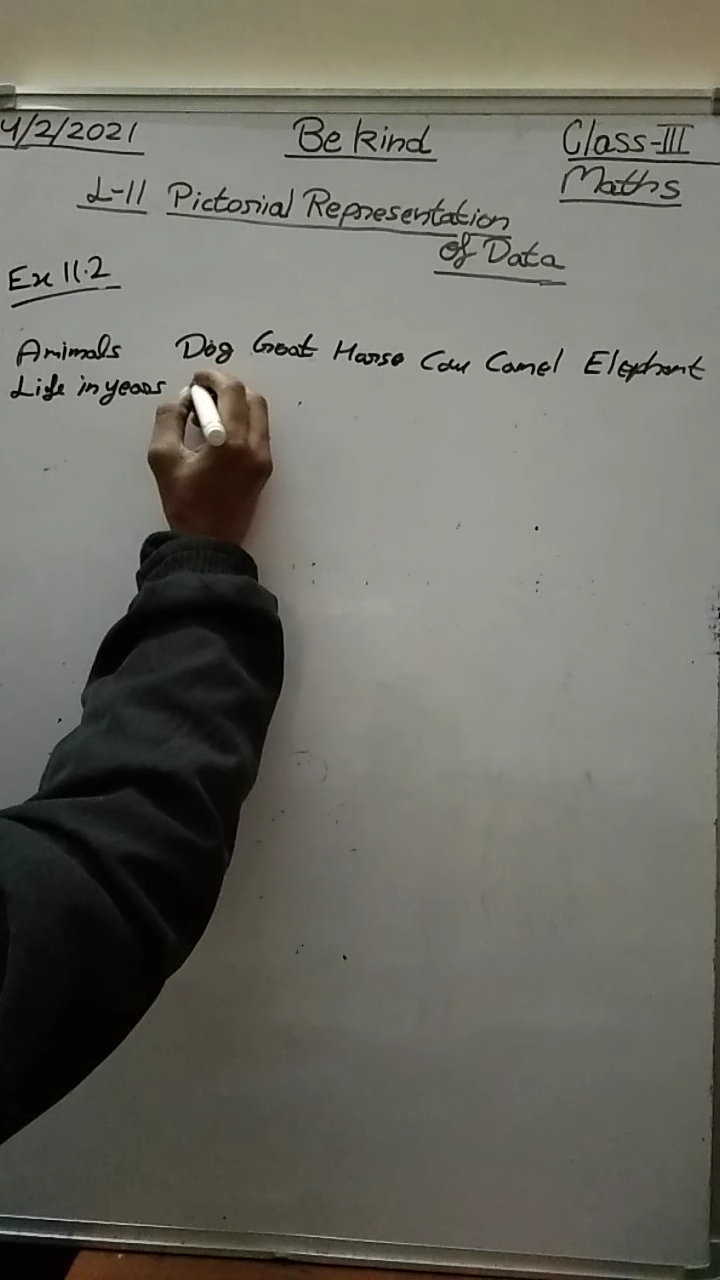 4/2/2021 Be kind Class-III
Maths
L-11 Pictorial Representation
of Data
Ex 11.2
Animals Dog Goat Horse Cow Camel Elephant
Life in years